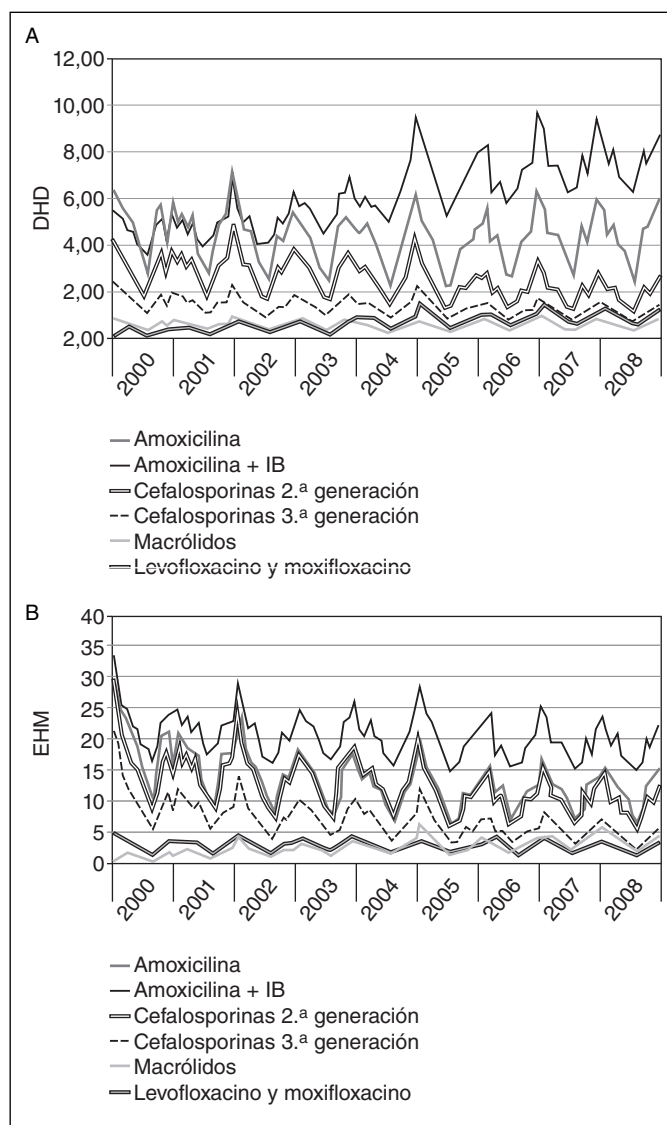 A
DHD
12,00
10,00
8,00
6,00
4,00
2,00
2,00
2000
2001
2002
2003
2004
2005
2006
2007
2008
Amoxicilina
Amoxicilina + IB
Cefalosporinas 2.ª generación
Cefalosporinas 3.ª generación
Macrólidos
Levofloxacino y moxifloxacino
B
EHM
40
35
30
25
20
15
10
5
0
2000
2001
2002
2003
2004
2005
2006
2007
2008
Amoxicilina
Amoxicilina + IB
Cefalosporinas 2.ª generación
Cefalosporinas 3.ª generación
Macrólidos
Levofloxacino y moxifloxacino